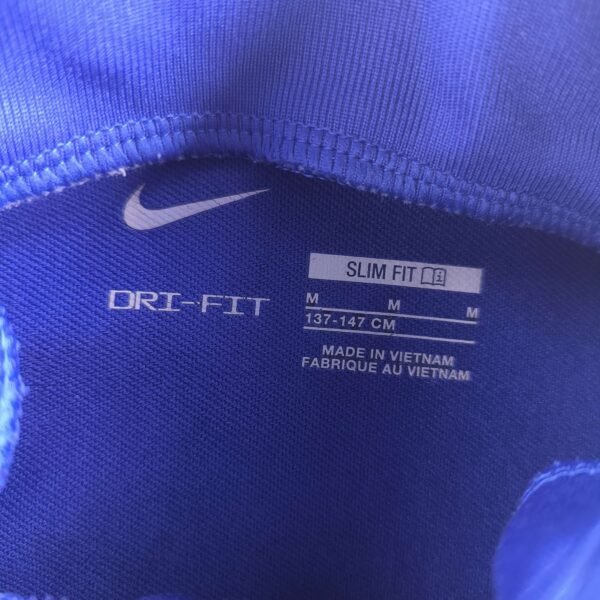 DRI-FIT
SLIM FIT
M M M
137-147 CM
MADE IN VIETNAM
FABRIQUE AU VIETNAM